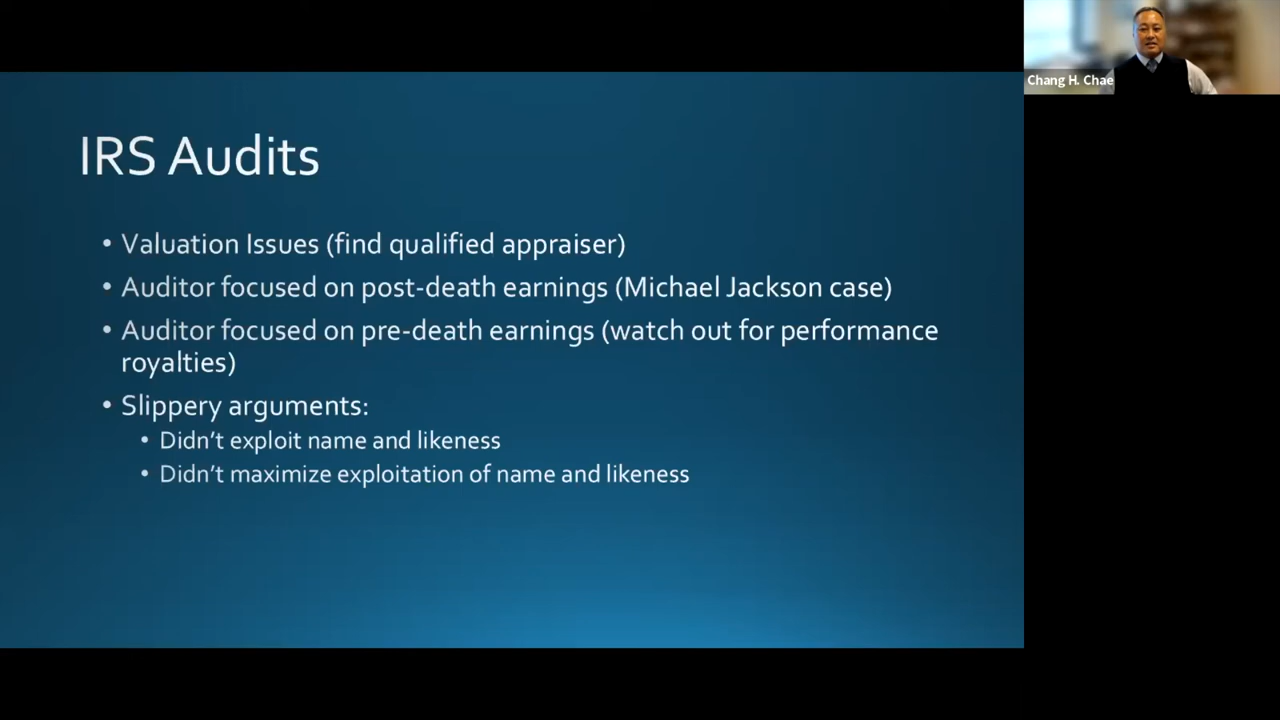 IRS Audits
• Valuation Issues (find qualified appraiser)
• Auditor focused on post-death earnings (Michael Jackson case)
• Auditor focused on pre-death earnings (watch out for performance
royalties)
• Slippery arguments:
• Didn’t exploit name and likeness
• Didn’t maximize exploitation of name and likeness
Chang H. Chae